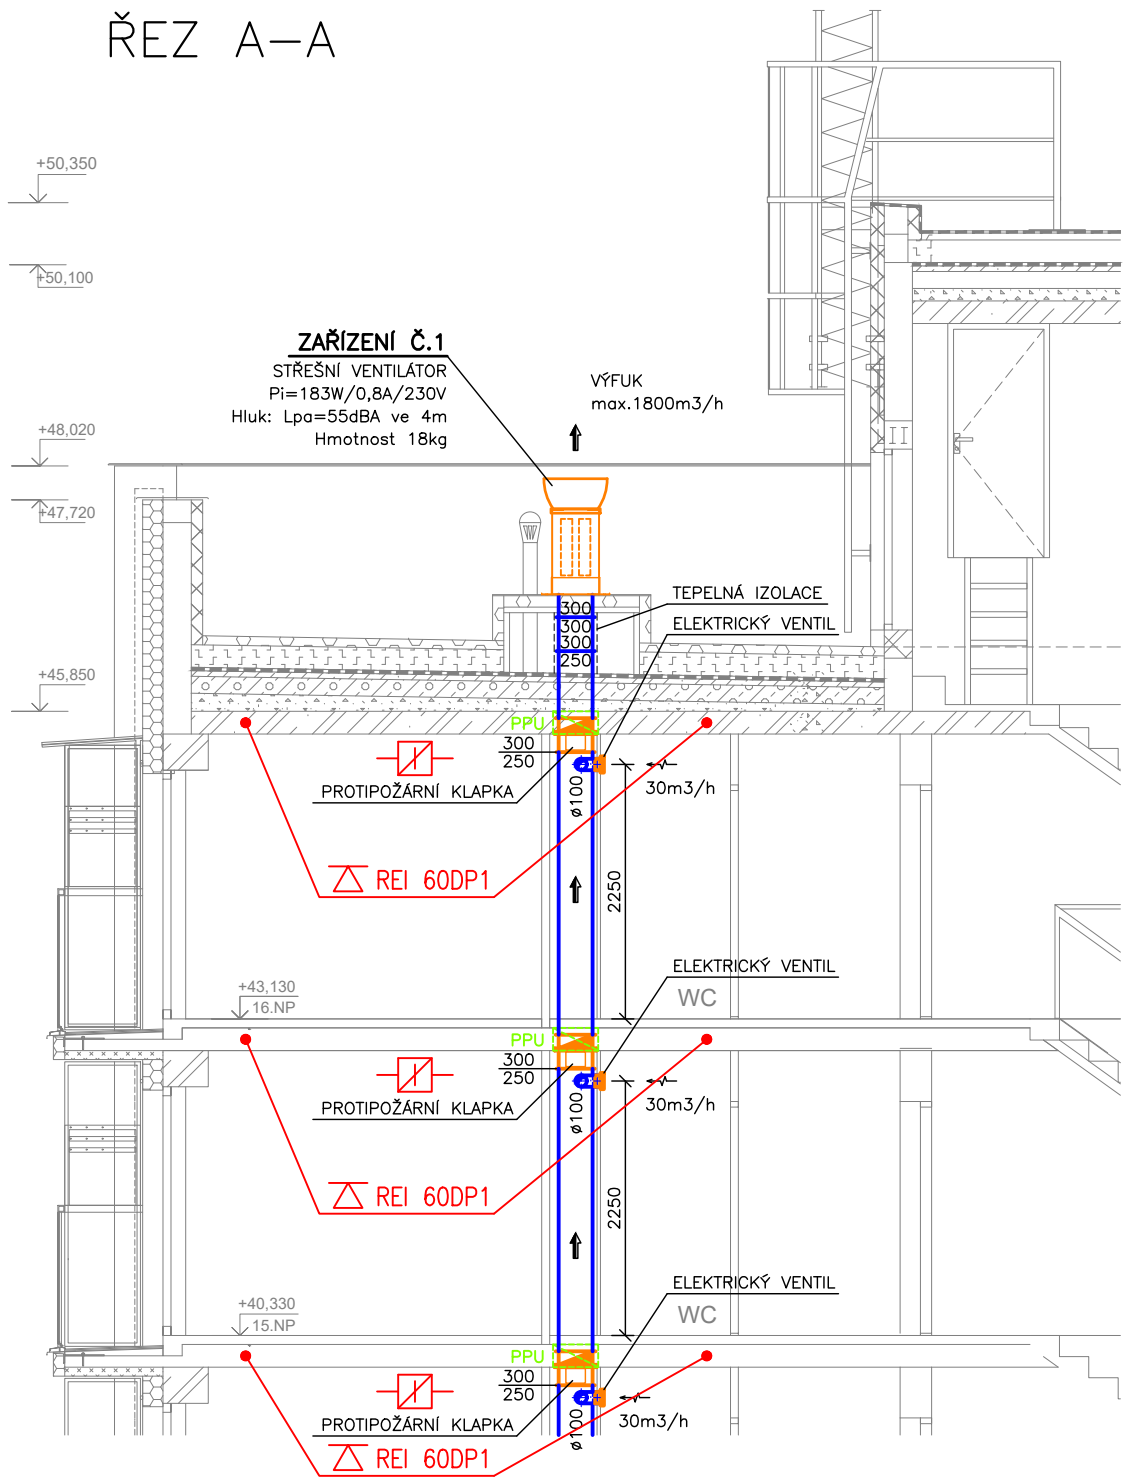 ŘEZ A–A
+50,350
+50,100
ZAŘÍZENÍ Č.1
STŘEŠNÍ VENTILÁTOR
Pi=183W/0,8A/230V
Hluk: Lpa=55dBA ve 4m
Hmotnost 18kg
VÝFUK
max.1800m3/h
+48,020
+47,720
TEPELNÁ IZOLACE
ELEKTRICKÝ VENTIL
300
300
300
250
+45,850
PPU
300
250
PROTIPOŽÁRNÍ KLAPKA
ø100
30m3/h
REI 60DP1
2250
ELEKTRICKÝ VENTIL
WC
+43,130
16.NP
PPU
300
250
PROTIPOŽÁRNÍ KLAPKA
ø100
30m3/h
REI 60DP1
2250
ELEKTRICKÝ VENTIL
WC
+40,330
15.NP
PPU
300
250
PROTIPOŽÁRNÍ KLAPKA
ø100
30m3/h
REI 60DP1